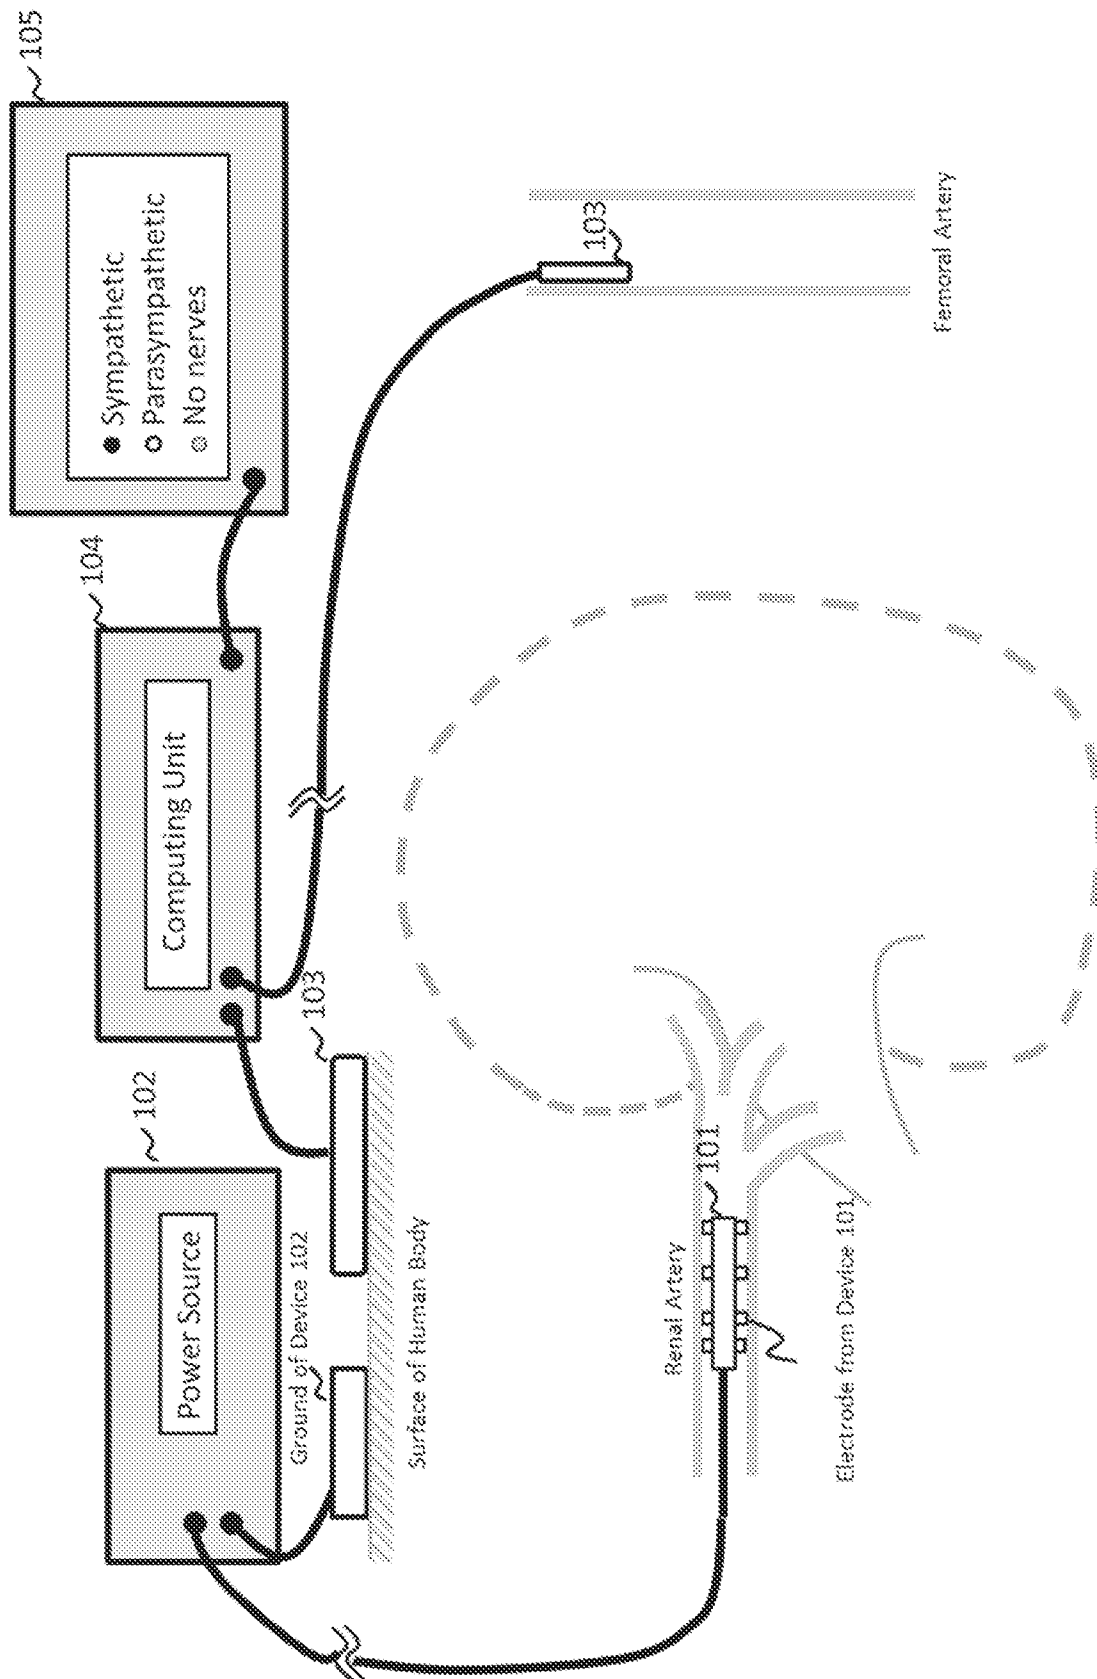 102
Power Source
Ground of Device 102
Surface of Human Body
103
104
Computing Unit
105
Sympathetic
Parasympathetic
No nerves
Renal Artery
101
Electrode from Device 101
103
Femoral Artery